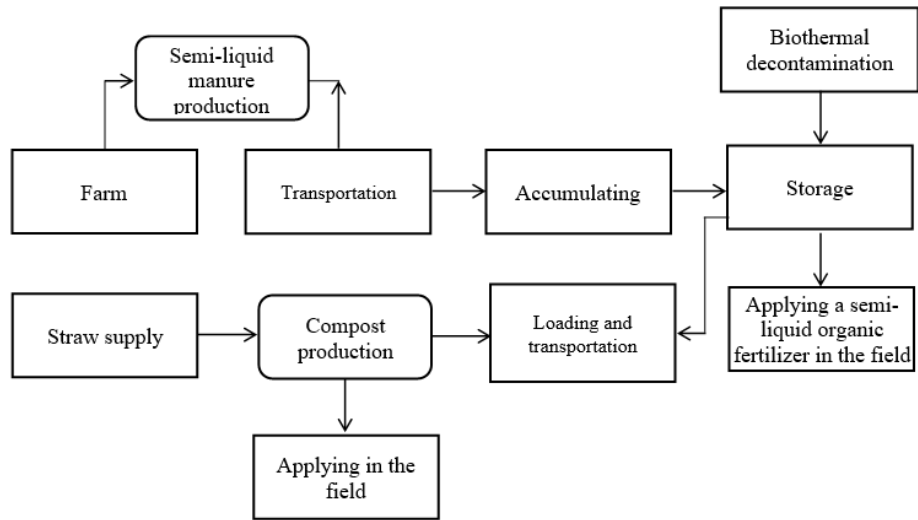 Semi-liquid
manure
production
Biothermal
decontamination
Farm
Transportation
Accumulating
Storage
Straw supply
Compost
production
Loading and
transportation
Applying a semi-
liquid organic
fertilizer in the field
Applying in the
field